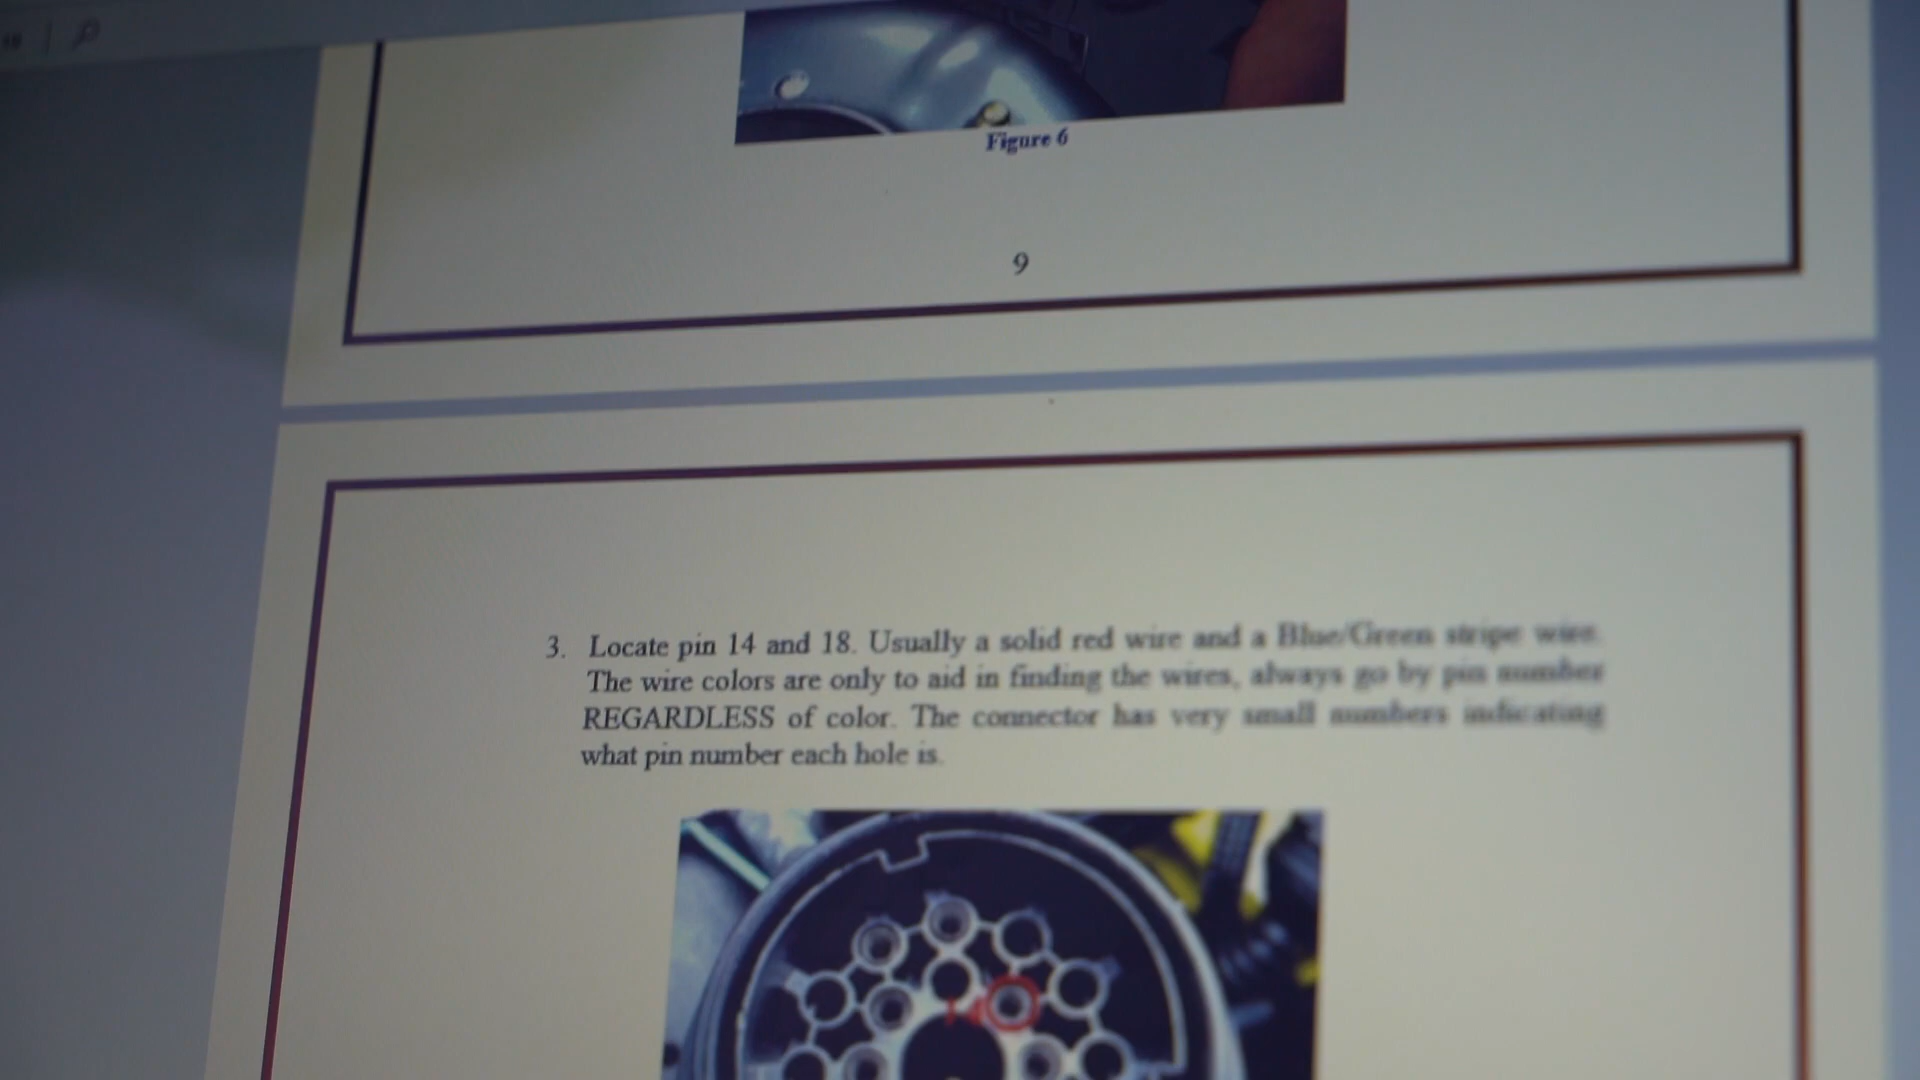 Figure 6
9
3. Locate pin 14 and 18. Usually a solid red wire and a Blue/Green stripe wire.
The wire colors are only to aid in finding the wires, always go by pin number
REGARDLESS of color. The connector has very small numbers indicating
what pin number each hole is.
14